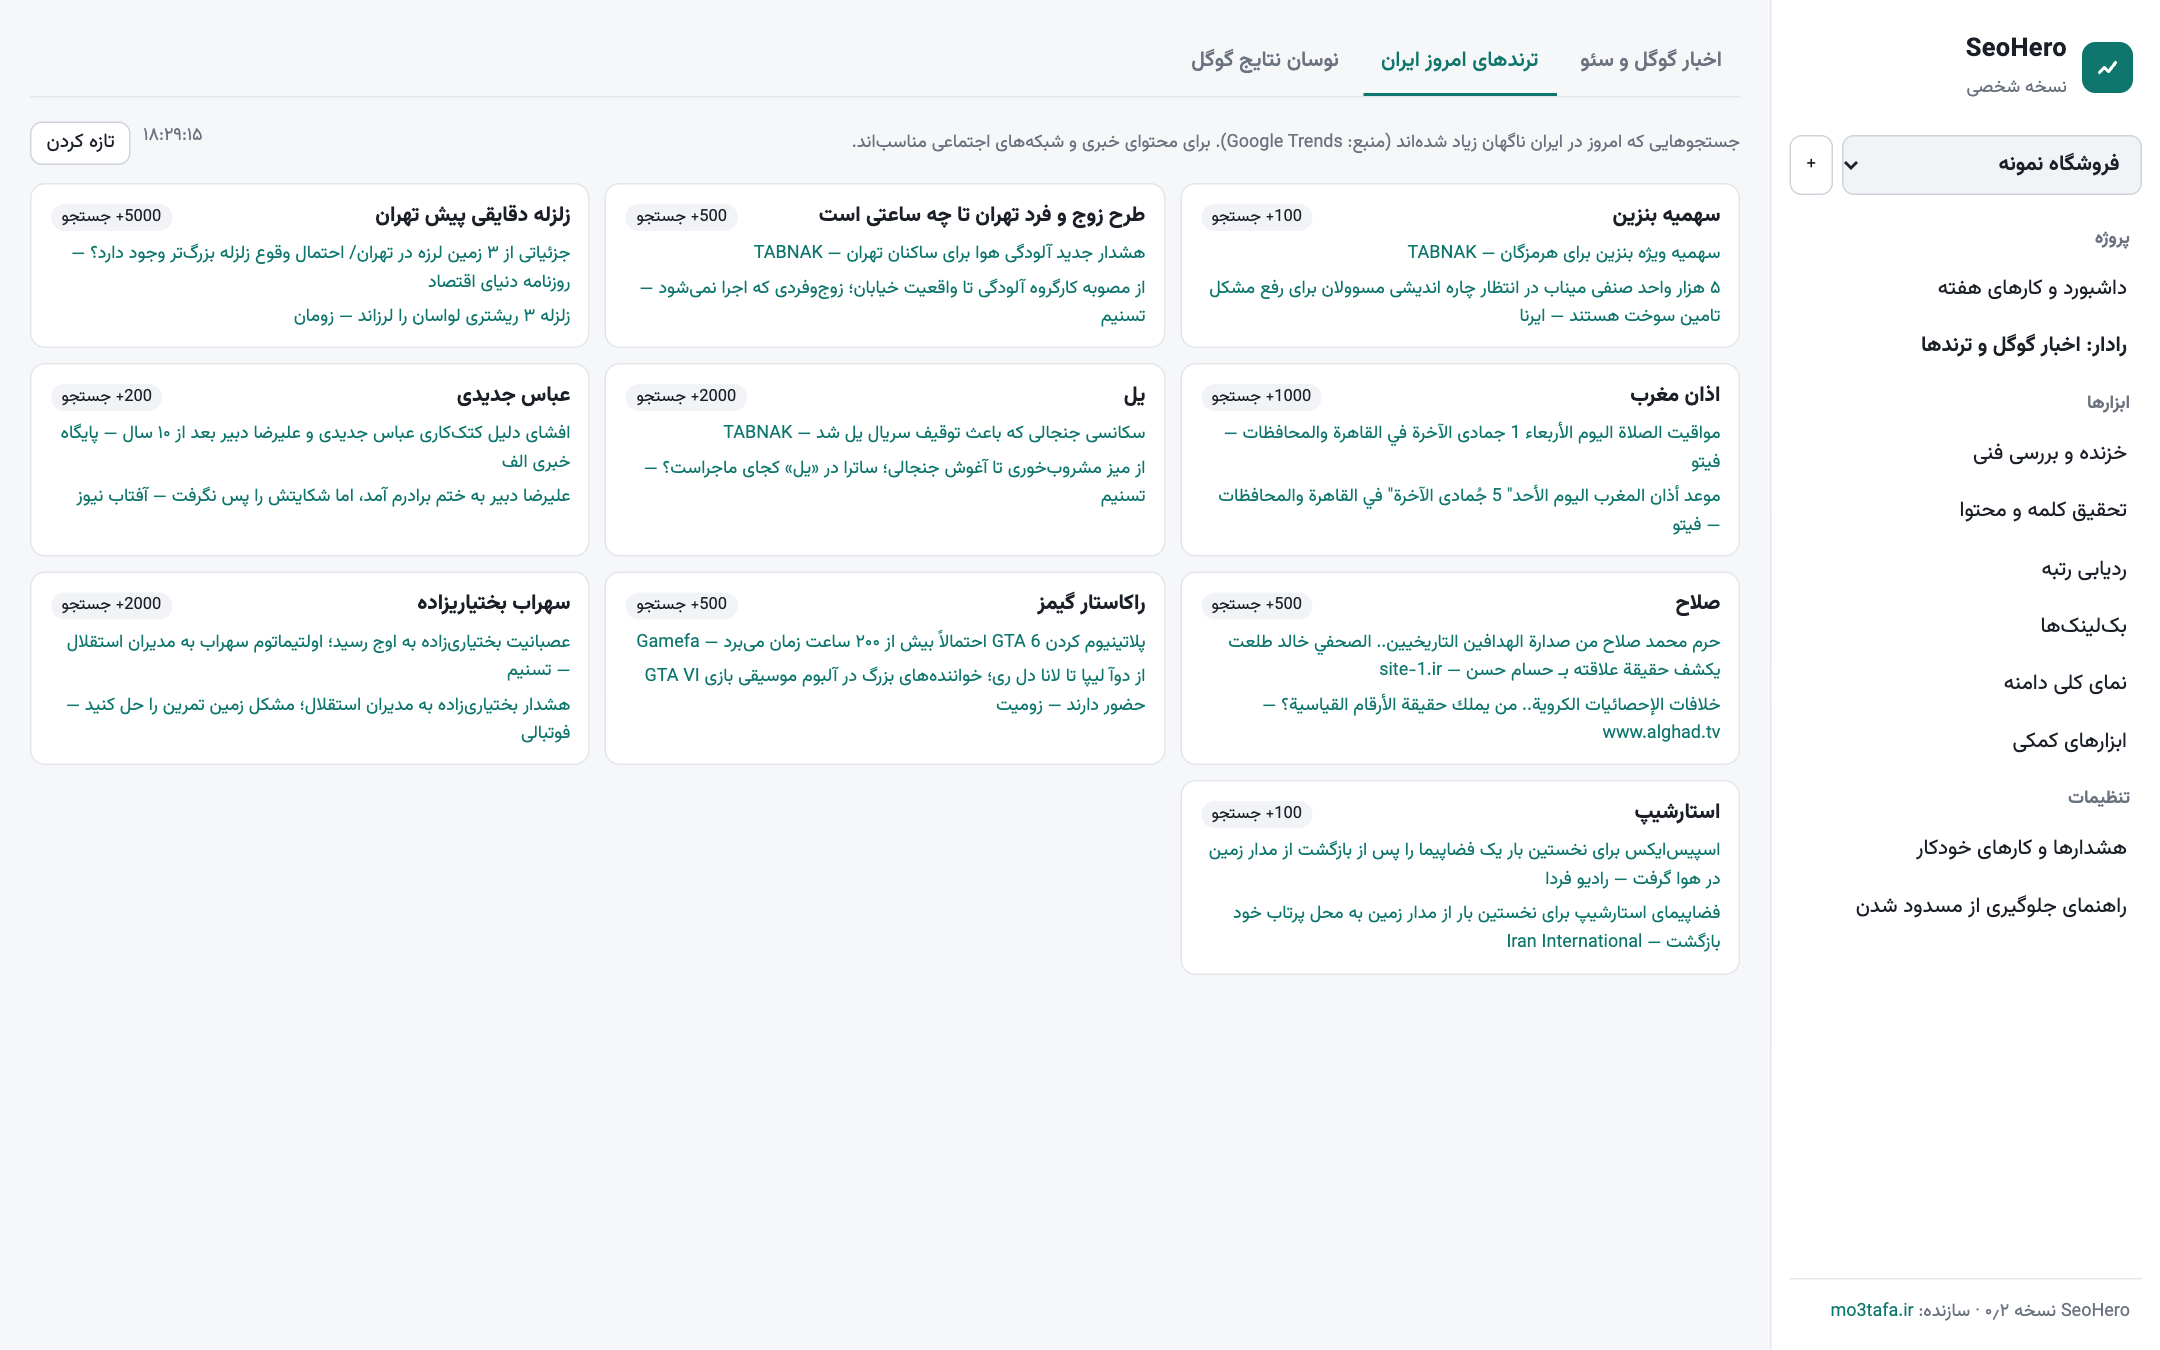 SeoHero
نسخه شخصی
فروشگاه نمونه
+
پروژه
داشبورد و کارهای هفته
رادار: اخبار گوگل و ترندها
ابزارها
خزنده و بررسی فنی
تحقیق کلمه و محتوا
ردیابی رتبه
بک‌لینک‌ها
نمای کلی دامنه
ابزارهای کمکی
تنظیمات
هشدارها و کارهای خودکار
راهنمای جلوگیری از مسدود شدن
SeoHero نسخه ۰٫۲ · سازنده: mo3tafa.ir
اخبار گوگل و سئو
ترندهای امروز ایران
نوسان نتایج گوگل
جستجوهایی که امروز در ایران ناگهان زیاد شده‌اند (منبع: Google Trends). برای محتوای خبری و شبکه‌های اجتماعی مناسب‌اند.
۱۸:۲۹:۱۵
تازه کردن
سهمیه بنزین
100+ جستجو
سهمیه ویژه بنزین برای هرمزگان — TABNAK
۵ هزار واحد صنفی میناب در انتظار چاره اندیشی مسوولان برای رفع مشکل
تامین سوخت هستند — ایرنا
طرح زوج و فرد تهران تا چه ساعتی است
500+ جستجو
هشدار جدید آلودگی هوا برای ساکنان تهران — TABNAK
از مصوبه کارگروه آلودگی تا واقعیت خیابان؛ زوج‌وفردی که اجرا نمی‌شود —
تسنیم
زلزله دقایقی پیش تهران
5000+ جستجو
جزئیاتی از ۳ زمین لرزه در تهران/ احتمال وقوع زلزله بزرگ‌تر وجود دارد؟ —
روزنامه دنیای اقتصاد
زلزله ۳ ریشتری لواسان را لرزاند — زومان
اذان مغرب
1000+ جستجو
مواقيت الصلاة اليوم الأربعاء 1 جمادى الآخرة في القاهرة والمحافظات —
فيتو
موعد أذان المغرب اليوم الأحد" 5 جُمادى الآخرة" في القاهرة والمحافظات
— فيتو
یل
2000+ جستجو
سکانسی جنجالی که باعث توقیف سریال یل شد — TABNAK
از میز مشروب‌خوری تا آغوش جنجالی؛ ساترا در «یل» کجای ماجراست؟ —
تسنیم
عباس جدیدی
200+ جستجو
افشای دلیل کتک‌کاری عباس جدیدی و علیرضا دبیر بعد از ۱۰ سال — پایگاه
خبری الف
علیرضا دبیر به ختم برادرم آمد، اما شکایتش را پس نگرفت — آفتاب نیوز
صلاح
500+ جستجو
حرم محمد صلاح من صدارة الهدافين التاريخيين.. الصحفي خالد طلعت
يكشف حقيقة علاقته بـ حسام حسن — site-1.ir
خلافات الإحصائيات الكروية.. من يملك حقيقة الأرقام القياسية؟ —
www.alghad.tv
راکاستار گیمز
500+ جستجو
پلاتینیوم کردن GTA 6 احتمالاً بیش از ۲۰۰ ساعت زمان می‌برد — Gamefa
از دوآ لیپا تا لانا دل ری؛ خواننده‌های بزرگ در آلبوم موسیقی بازی GTA VI
حضور دارند — زومیت
سهراب بختیاریزاده
2000+ جستجو
عصبانیت بختیاری‌زاده به اوج رسید؛ اولتیماتوم سهراب به مدیران استقلال
— تسنیم
هشدار بختیاری‌زاده به مدیران استقلال؛ مشکل زمین تمرین را حل کنید —
فوتبالی
استارشیپ
100+ جستجو
اسپیس‌ایکس برای نخستین بار یک فضاپیما را پس از بازگشت از مدار زمین
در هوا گرفت — رادیو فردا
فضاپیمای استارشیپ برای نخستین بار از مدار زمین به محل پرتاب خود
بازگشت — Iran International